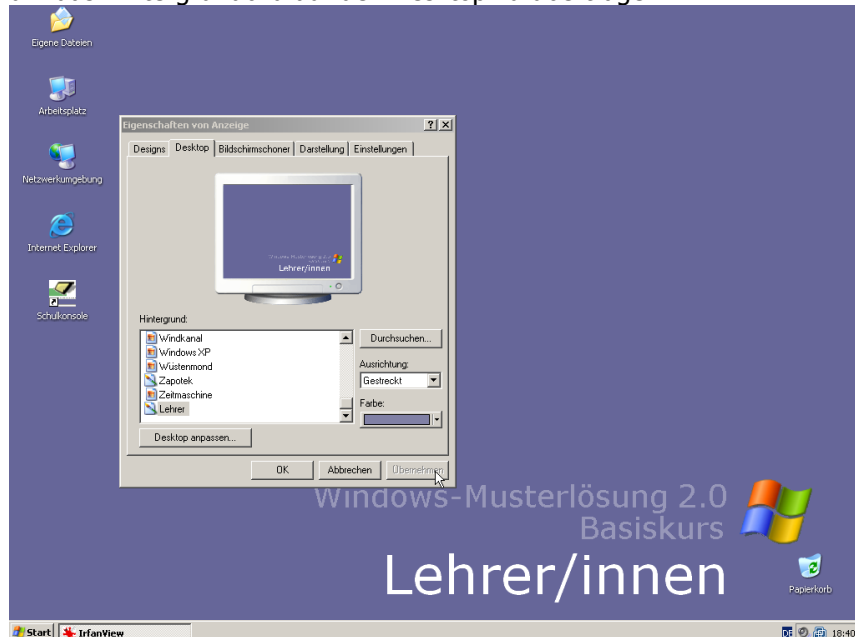 Eigene Dateien
Arbeitsplatz
Netzwerkumgebung
Internet Explorer
Schulkonsole
Eigenschaften von Anzeige
Designs Desktop Bildschirmschoner Darstellung Einstellungen
Lehrer/innen
Hintergrund:
Windkanal
Windows XP
Wüstenmond
Zapotek
Zeitmaschine
Lehrer
Durchsuchen...
Ausrichtung:
Gestreckt
Farbe:
Desktop anpassen...
OK Abbrechen Übernehmen
Windows-Musterlösung 2.0
Basiskurs
Lehrer/innen
Papierkorb
Start IrfanView DE 18:40